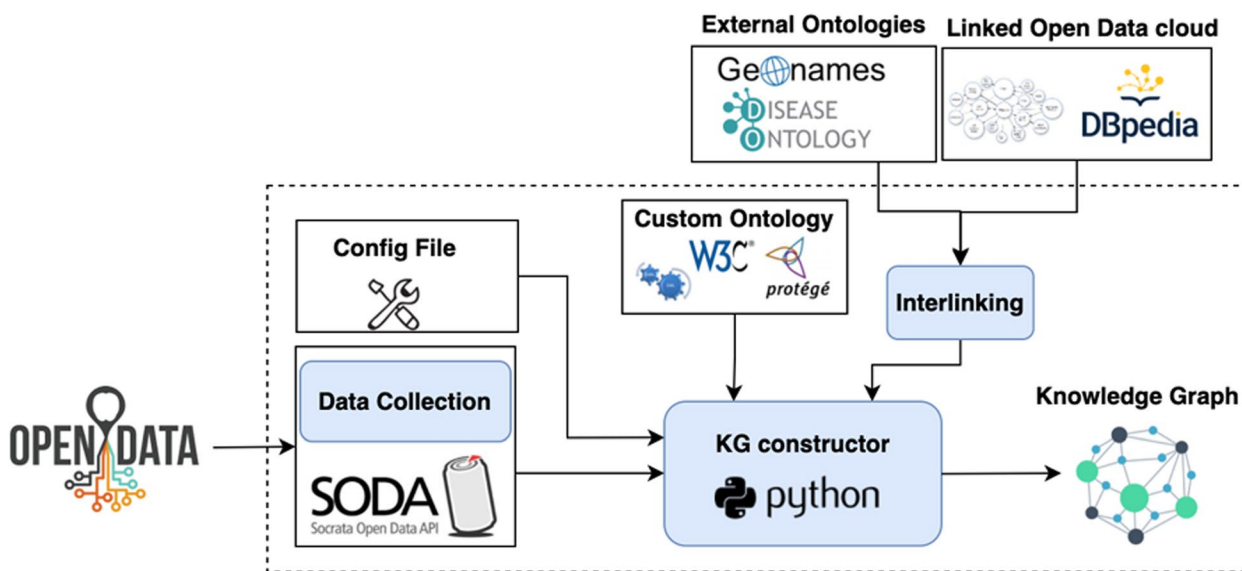 External Ontologies
Linked Open Data cloud
GeOnames
DISEASE
ONTOLOGY
DBpedia
Custom Ontology
W3C®
protégé
Config File
Interlinking
Data Collection
OPEN DATA
SODA
Socrata Open Data API
KG constructor
python
Knowledge Graph